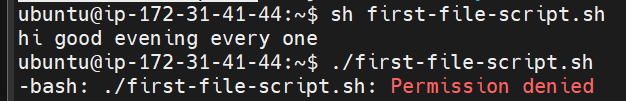 ubuntu@ip-172-31-41-44:~$ sh first-file-script.sh
hi good evening every one
ubuntu@ip-172-31-41-44:~$ ./first-file-script.sh
-bash: ./first-file-script.sh: Permission denied